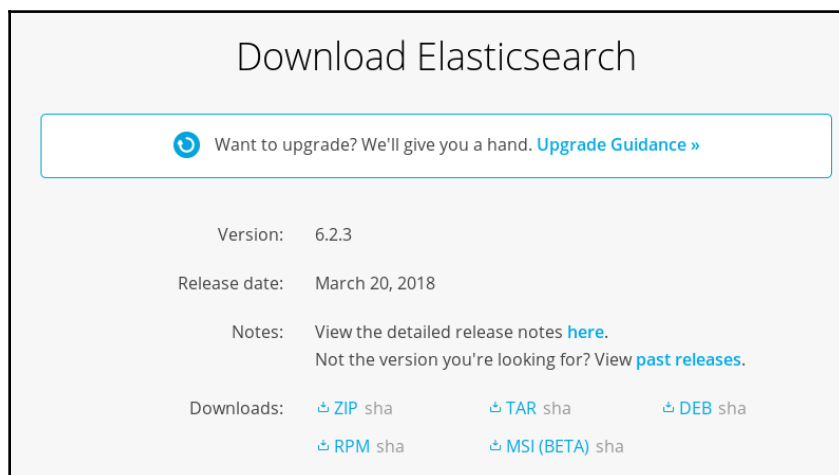 Download Elasticsearch
Want to upgrade? We'll give you a hand. Upgrade Guidance »
Version: 6.2.3
Release date: March 20, 2018
Notes: View the detailed release notes here.
Not the version you're looking for? View past releases.
Downloads: ZIP sha TAR sha DEB sha
RPM sha MSI (BETA) sha